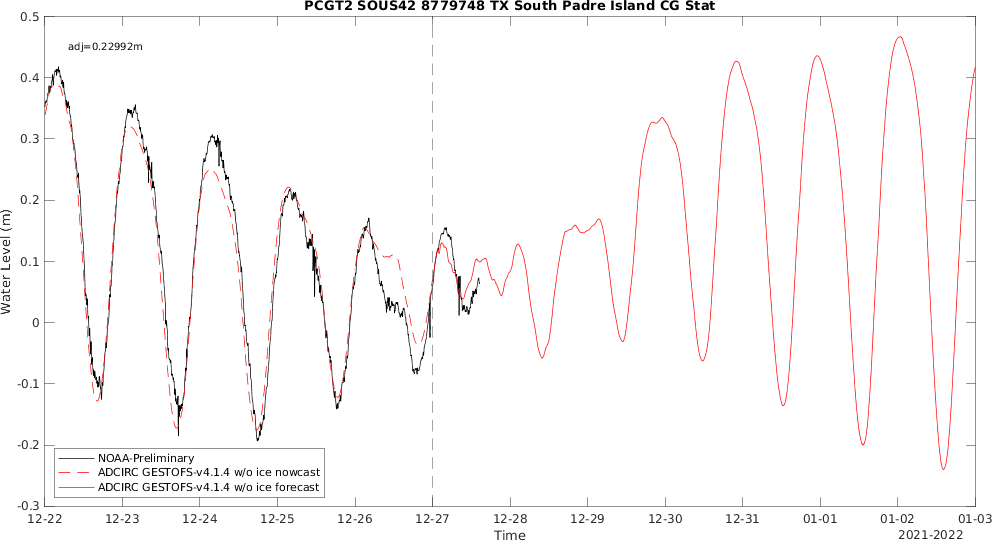 PCGT2 SOUS42 8779748 TX South Padre Island CG Stat
adj=0.22992m
0.5
0.4
0.3
0.2
0.1
0
-0.1
-0.2
-0.3
Water Level (m)
NOAA-Preliminary
ADCIRC GESTOFS-v4.1.4 w/o ice nowcast
ADCIRC GESTOFS-v4.1.4 w/o ice forecast
12-22 12-23 12-24 12-25 12-26 12-27 12-28 12-29 12-30 12-31 01-01 01-02 01-03
Time
2021-2022